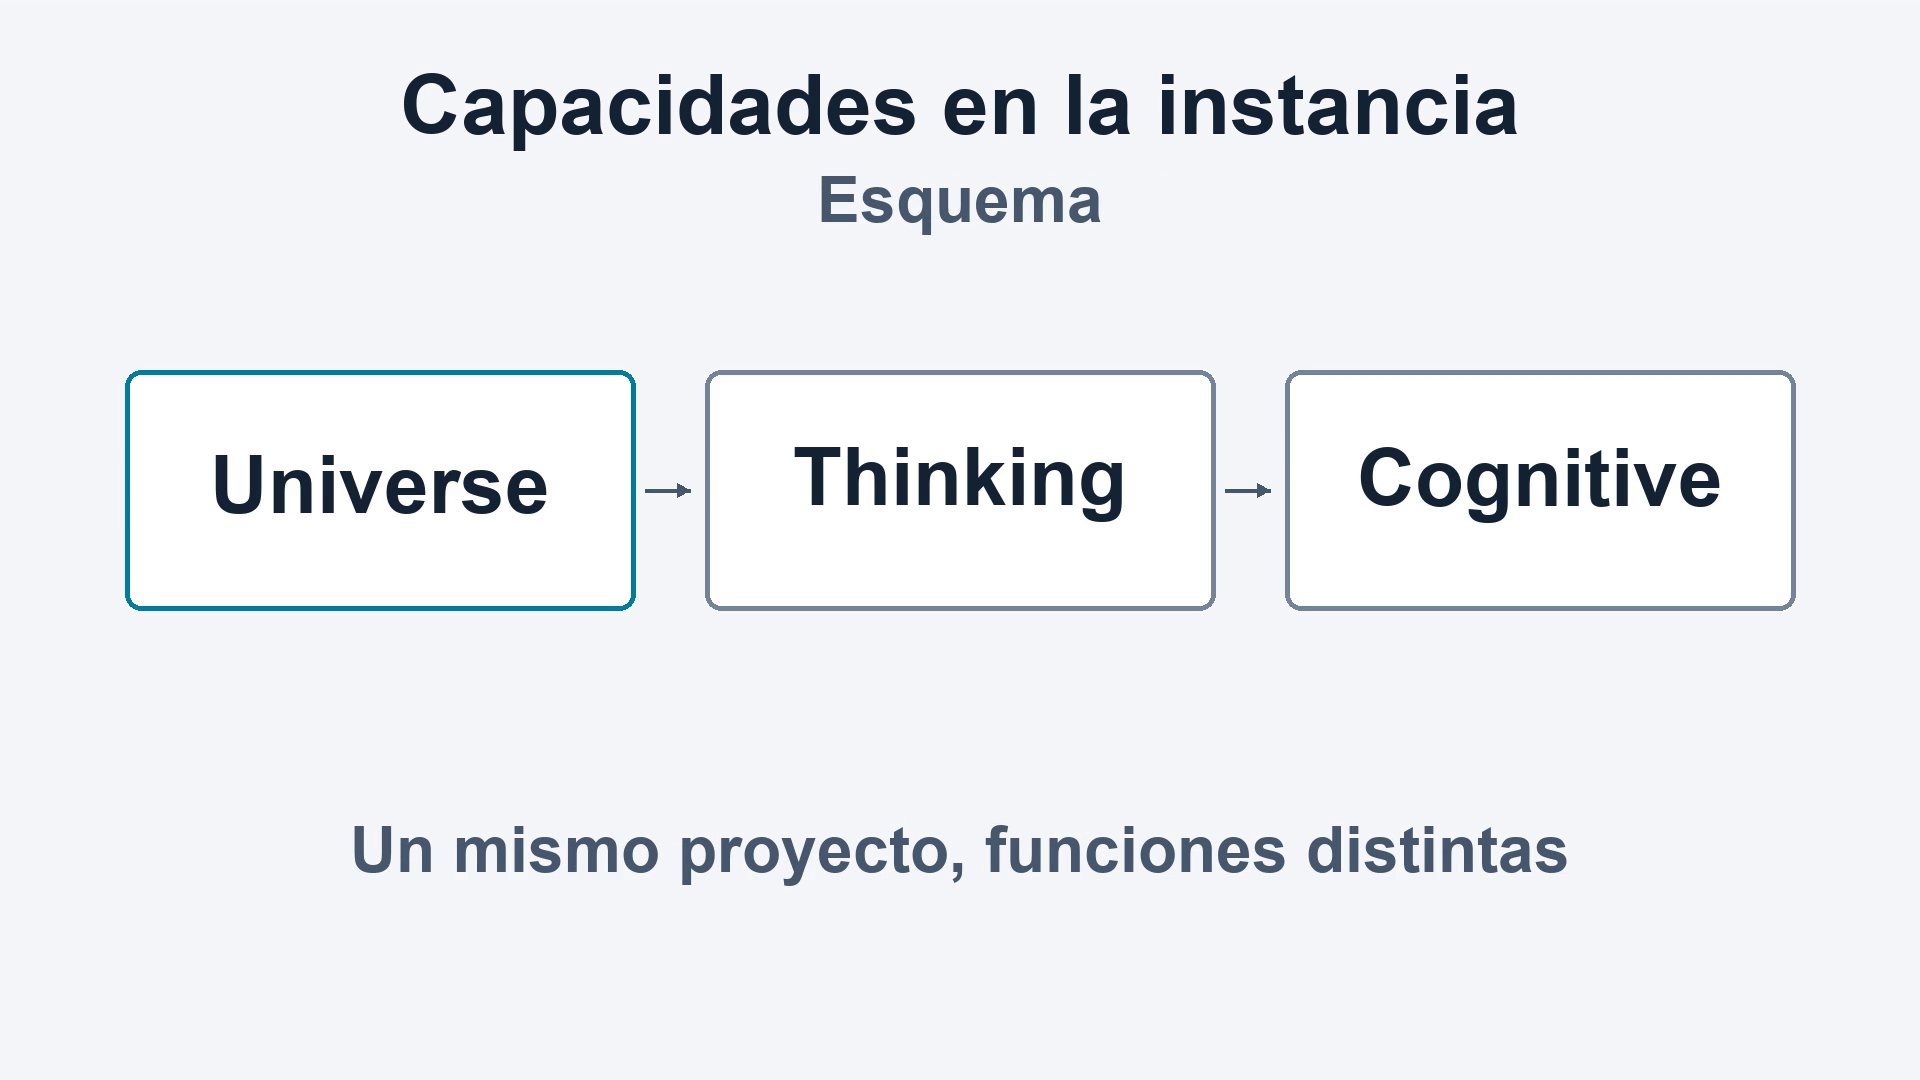 Capacidades en la instancia
Esquema
Universe
Thinking
Cognitive
Un mismo proyecto, funciones distintas